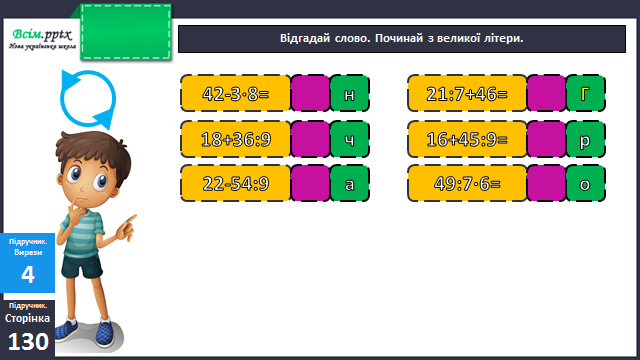 Всім.pptx
Нова українська школа
Відгадай слово. Починай з великої літери.
42-3·8= н
18+36:9 ч
22-54:9 а
21:7+46= Г
16+45:9= р
49:7·6= о
Підручник.
Вирази
4
Підручник.
Сторінка
130